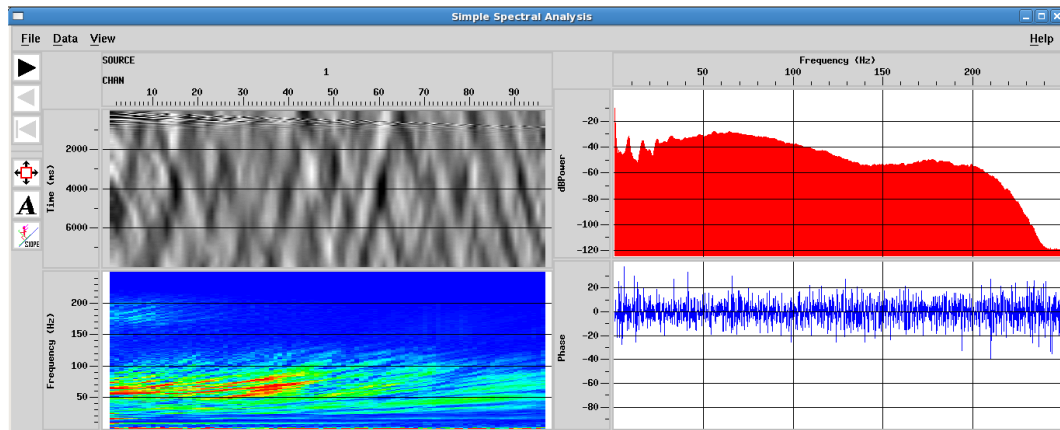 Simple Spectral Analysis
File Data View Help
SOURCE
1
CHAN
10 20 30 40 50 60 70 80 90
Time (ms)
2000
4000
6000
Frequency (Hz)
200
150
100
50
Frequency (Hz)
50 100 150 200
dBPower
-20
-40
-60
-80
-100
-120
Phase
20
0
-20
-40
-60
-80
A
SLOPE